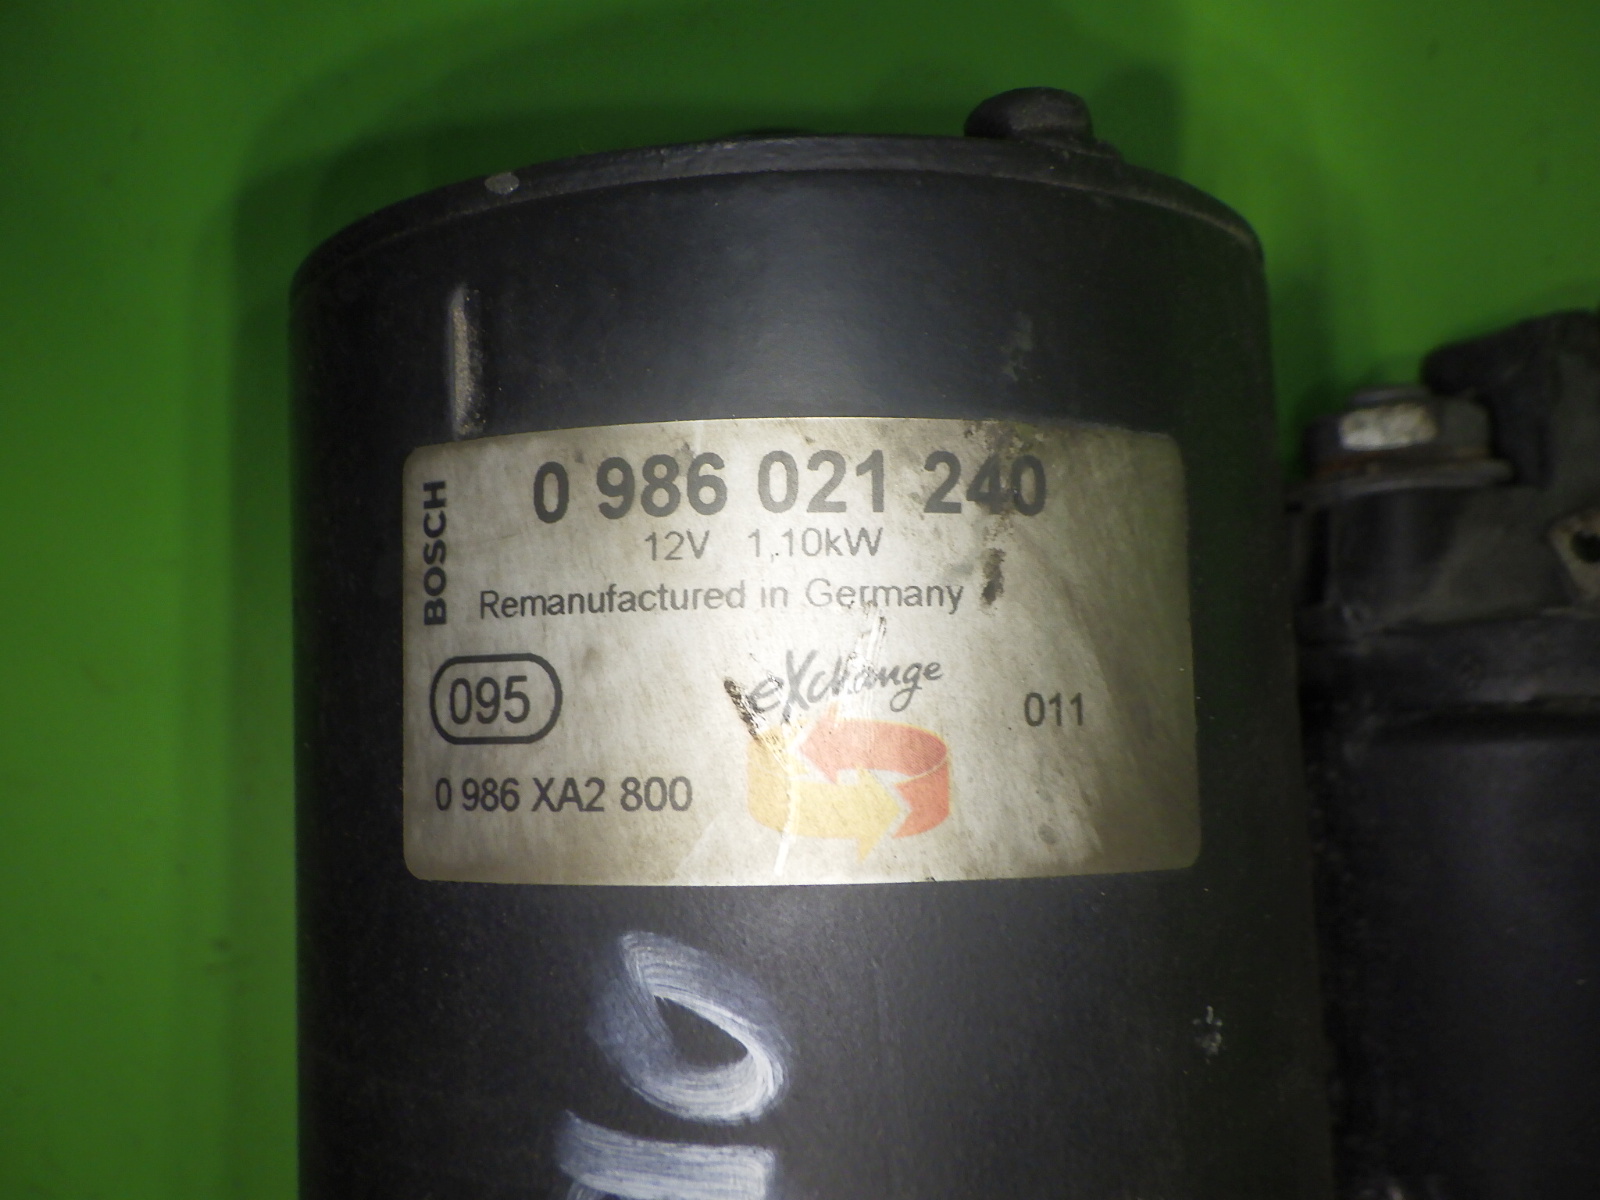 BOSCH
0 986 021 240
12V 1,10kW
Remanufactured in Germany
095
eXchange
011
0 986 XA2 800